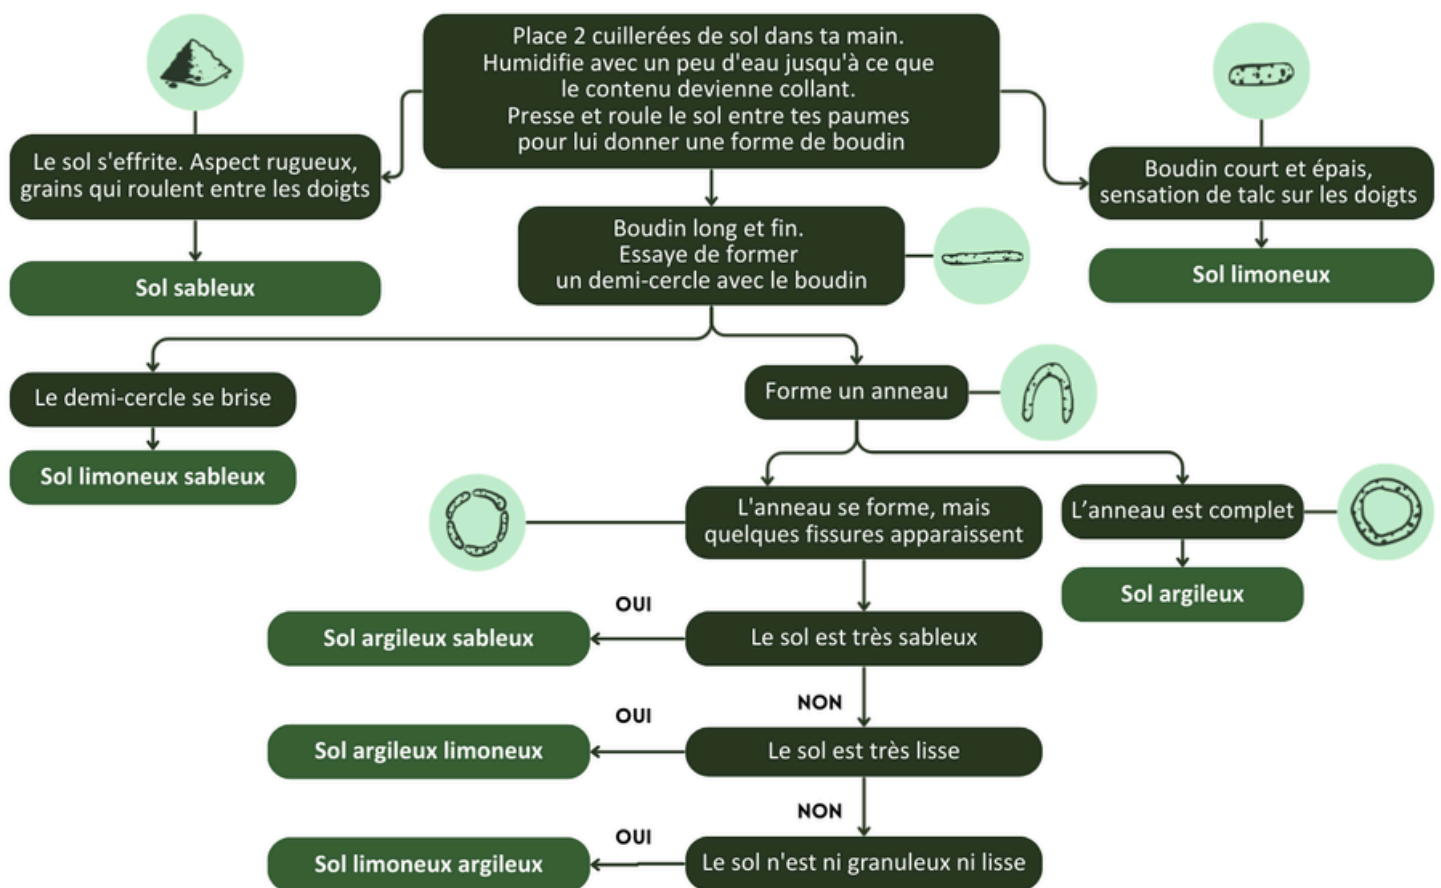 Place 2 cuillerées de sol dans ta main.
Humidifie avec un peu d'eau jusqu'à ce que
le contenu devienne collant.
Presse et roule le sol entre tes paumes
pour lui donner une forme de boudin
Le sol s'effrite. Aspect rugueux,
grains qui roulent entre les doigts
Sol sableux
Boudin court et épais,
sensation de talc sur les doigts
Sol limoneux
Boudin long et fin.
Essaye de former
un demi-cercle avec le boudin
Le demi-cercle se brise
Sol limoneux sableux
Forme un anneau
L'anneau se forme, mais
quelques fissures apparaissent
L’anneau est complet
Sol argileux
OUI
Sol argileux sableux
Le sol est très sableux
NON
OUI
Sol argileux limoneux
Le sol est très lisse
NON
OUI
Sol limoneux argileux
Le sol n'est ni granuleux ni lisse